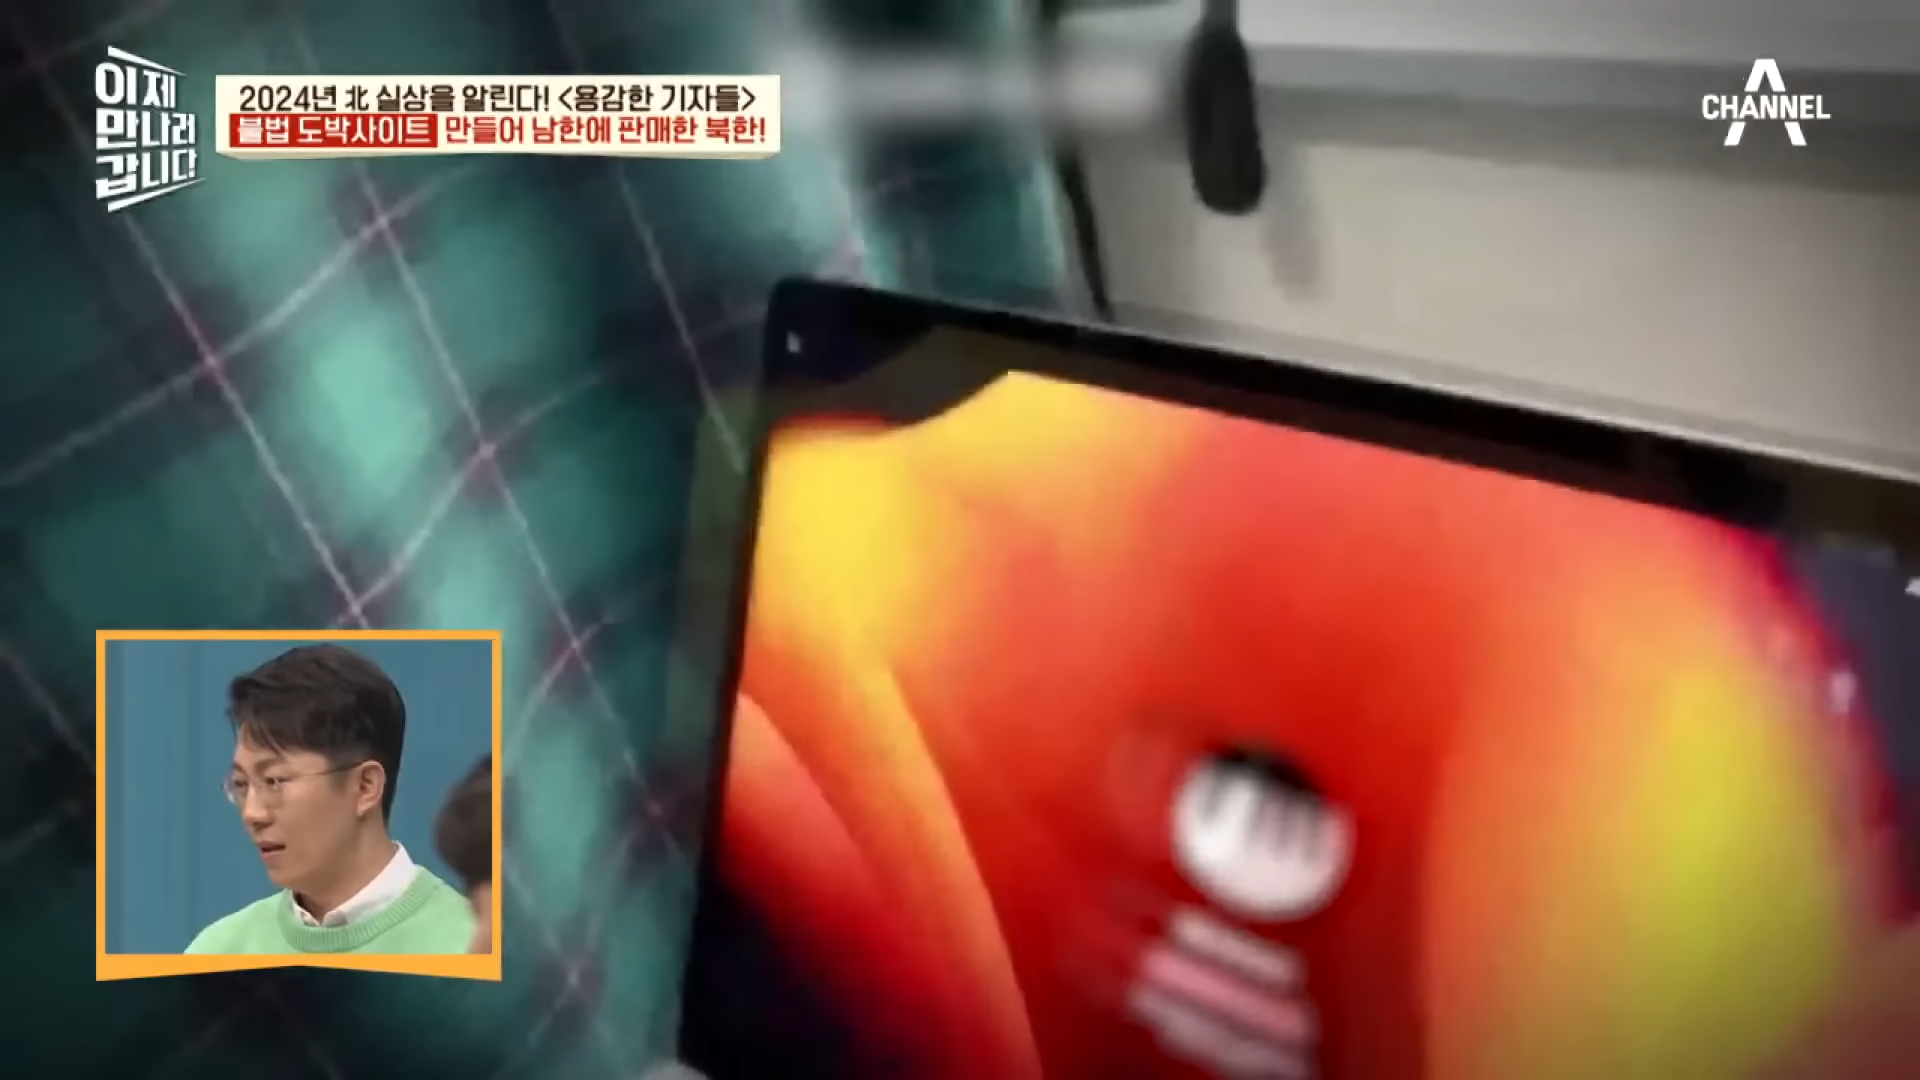 이제
만나러
갑니다
2024년 北 실상을 알린다! <용감한 기자들>
불법 도박사이트 만들어 남한에 판매한 북한!
CHANNEL A